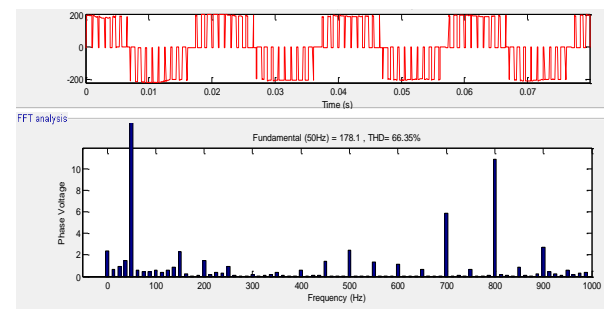 200
0
-200
0 0.01 0.02 0.03 0.04 0.05 0.06 0.07
Time (s)
FFT analysis
Fundamental (50Hz) = 178.1 , THD= 66.35%
10
8
6
4
2
0
Phase Voltage
0 100 200 300 400 500 600 700 800 900 1000
Frequency (Hz)